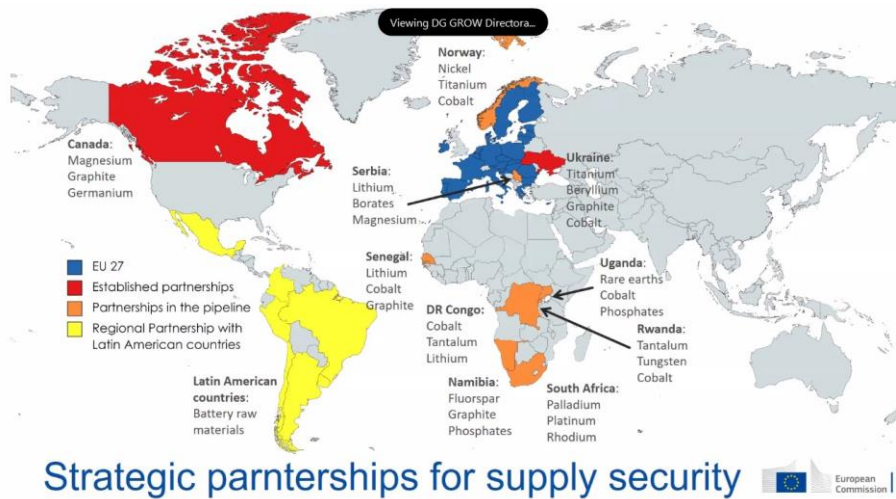 Viewing DG GROW Directora...
Norway:
Nickel
Titanium
Cobalt
Canada:
Magnesium
Graphite
Germanium
Serbia:
Lithium
Borates
Magnesium
Ukraine:
Titanium
Beryllium
Graphite
Cobalt
EU 27
Established partnerships
Partnerships in the pipeline
Regional Partnership with
Latin American countries
Senegal:
Lithium
Cobalt
Graphite
Uganda:
Rare earths
Cobalt
Phosphates
DR Congo:
Cobalt
Tantalum
Lithium
Rwanda:
Tantalum
Tungsten
Cobalt
Latin American
countries:
Battery raw
materials
Namibia:
Fluorspar
Graphite
Phosphates
South Africa:
Palladium
Platinum
Rhodium
Strategic parnterships for supply security
European
Commission